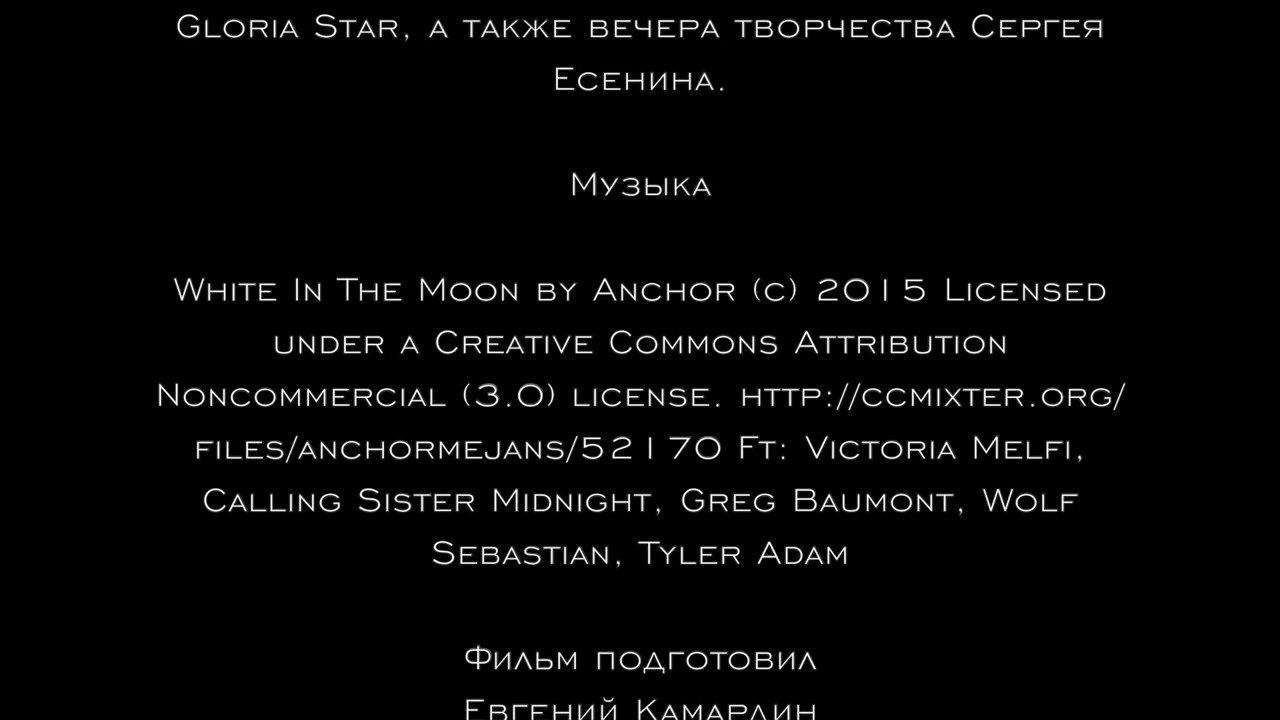 Gloria Star, а также вечера творчества Сергея
Есенина.
Музыка
White In The Moon by Anchor (c) 2015 Licensed
under a Creative Commons Attribution
Noncommercial (3.0) license. http://ccmixter.org/
files/anchormejans/52170 Ft: Victoria Melfi,
Calling Sister Midnight, Greg Baumont, Wolf
Sebastian, Tyler Adam
Фильм подготовил
Евгений Камардин